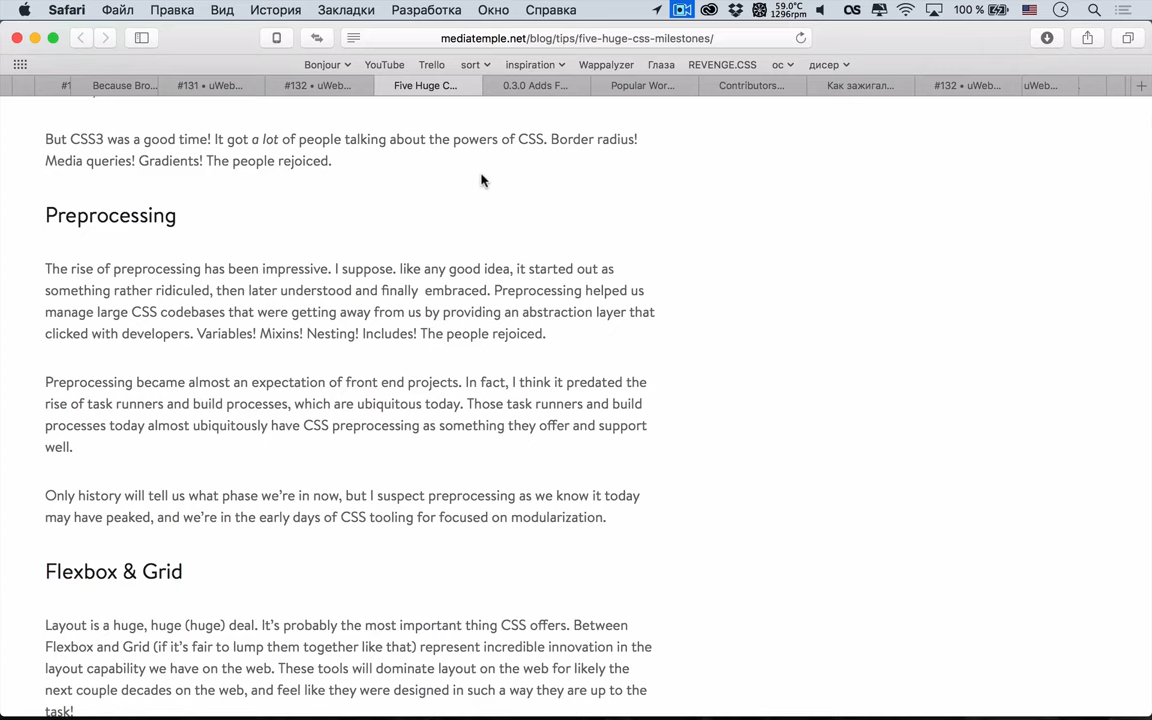 Safari Файл Правка Вид История Закладки Разработка Окно Справка 59.0°C 1296rpm 100 %
mediatemple.net/blog/tips/five-huge-css-milestones/
Bonjour YouTube Trello sort inspiration Wappalyzer Глаза REVENGE.CSS ос дисер
#1 Because Bro... #131 • uWeb... #132 • uWeb... Five Huge C... 0.3.0 Adds F... Popular Wor... Contributors... Как зажигал... #132 • uWeb... uWeb...
But CSS3 was a good time! It got a lot of people talking about the powers of CSS. Border radius!
Media queries! Gradients! The people rejoiced.
Preprocessing
The rise of preprocessing has been impressive. I suppose. like any good idea, it started out as
something rather ridiculed, then later understood and finally embraced. Preprocessing helped us
manage large CSS codebases that were getting away from us by providing an abstraction layer that
clicked with developers. Variables! Mixins! Nesting! Includes! The people rejoiced.
Preprocessing became almost an expectation of front end projects. In fact, I think it predated the
rise of task runners and build processes, which are ubiquitous today. Those task runners and build
processes today almost ubiquitously have CSS preprocessing as something they offer and support
well.
Only history will tell us what phase we're in now, but I suspect preprocessing as we know it today
may have peaked, and we're in the early days of CSS tooling for focused on modularization.
Flexbox & Grid
Layout is a huge, huge (huge) deal. It's probably the most important thing CSS offers. Between
Flexbox and Grid (if it's fair to lump them together like that) represent incredible innovation in the
layout capability we have on the web. These tools will dominate layout on the web for likely the
next couple decades on the web, and feel like they were designed in such a way they are up to the
task!